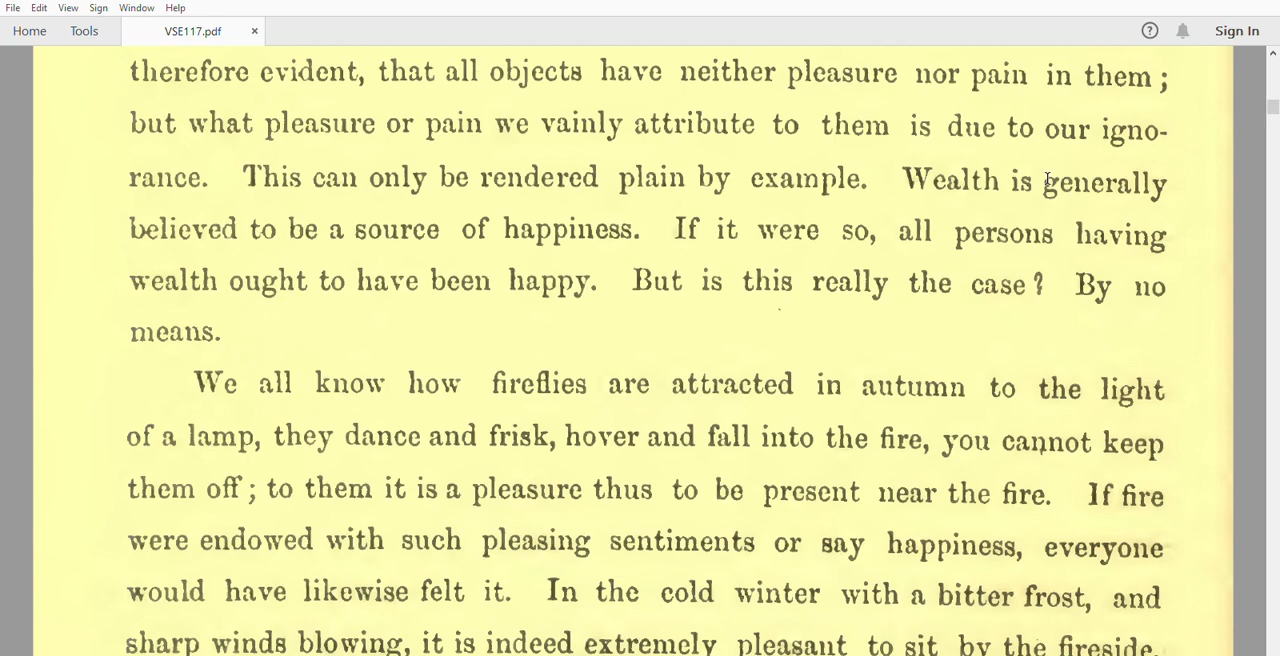 File Edit View Sign Window Help
Home Tools VSE117.pdf × ? Sign In
therefore evident, that all objects have neither pleasure nor pain in them ;
but what pleasure or pain we vainly attribute to them is due to our igno-
rance. This can only be rendered plain by example. Wealth is generally
believed to be a source of happiness. If it were so, all persons having
wealth ought to have been happy. But is this really the case ? By no
means.
We all know how fireflies are attracted in autumn to the light
of a lamp, they dance and frisk, hover and fall into the fire, you cannot keep
them off ; to them it is a pleasure thus to be present near the fire. If fire
were endowed with such pleasing sentiments or say happiness, everyone
would have likewise felt it. In the cold winter with a bitter frost, and
sharp winds blowing, it is indeed extremely pleasant to sit by the fireside.